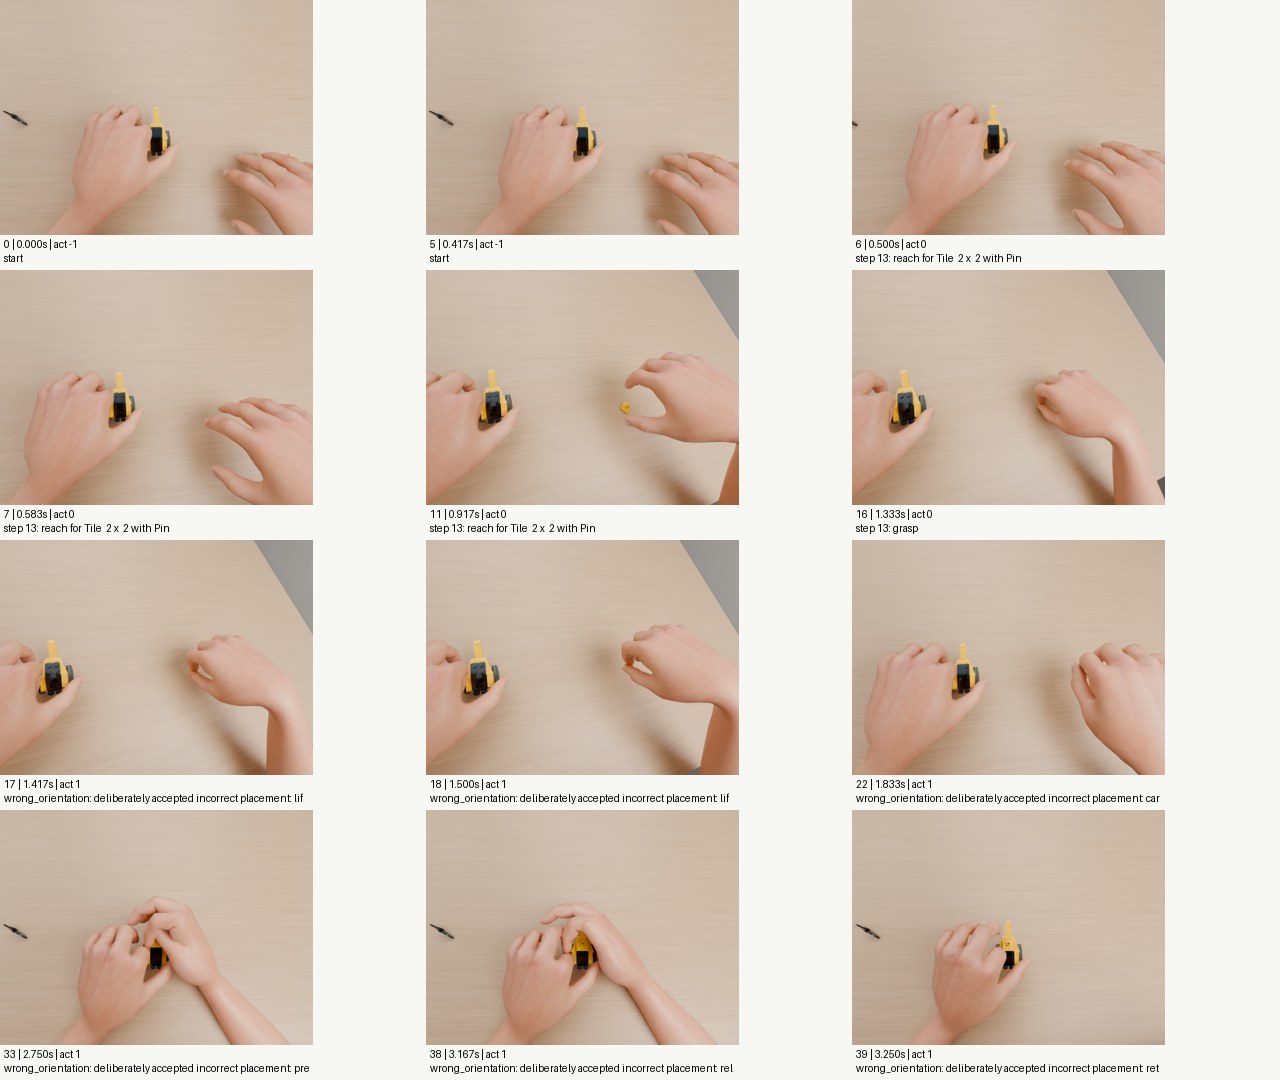 0 | 0.000s | act -1
start
5 | 0.417s | act -1
start
6 | 0.500s | act 0
step 13: reach for Tile 2 x 2 with Pin
7 | 0.583s | act 0
step 13: reach for Tile 2 x 2 with Pin
11 | 0.917s | act 0
step 13: reach for Tile 2 x 2 with Pin
16 | 1.333s | act 0
step 13: grasp
17 | 1.417s | act 1
wrong_orientation: deliberately accepted incorrect placement: lif
18 | 1.500s | act 1
wrong_orientation: deliberately accepted incorrect placement: lif
22 | 1.833s | act 1
wrong_orientation: deliberately accepted incorrect placement: car
33 | 2.750s | act 1
wrong_orientation: deliberately accepted incorrect placement: pre
38 | 3.167s | act 1
wrong_orientation: deliberately accepted incorrect placement: rel
39 | 3.250s | act 1
wrong_orientation: deliberately accepted incorrect placement: ret